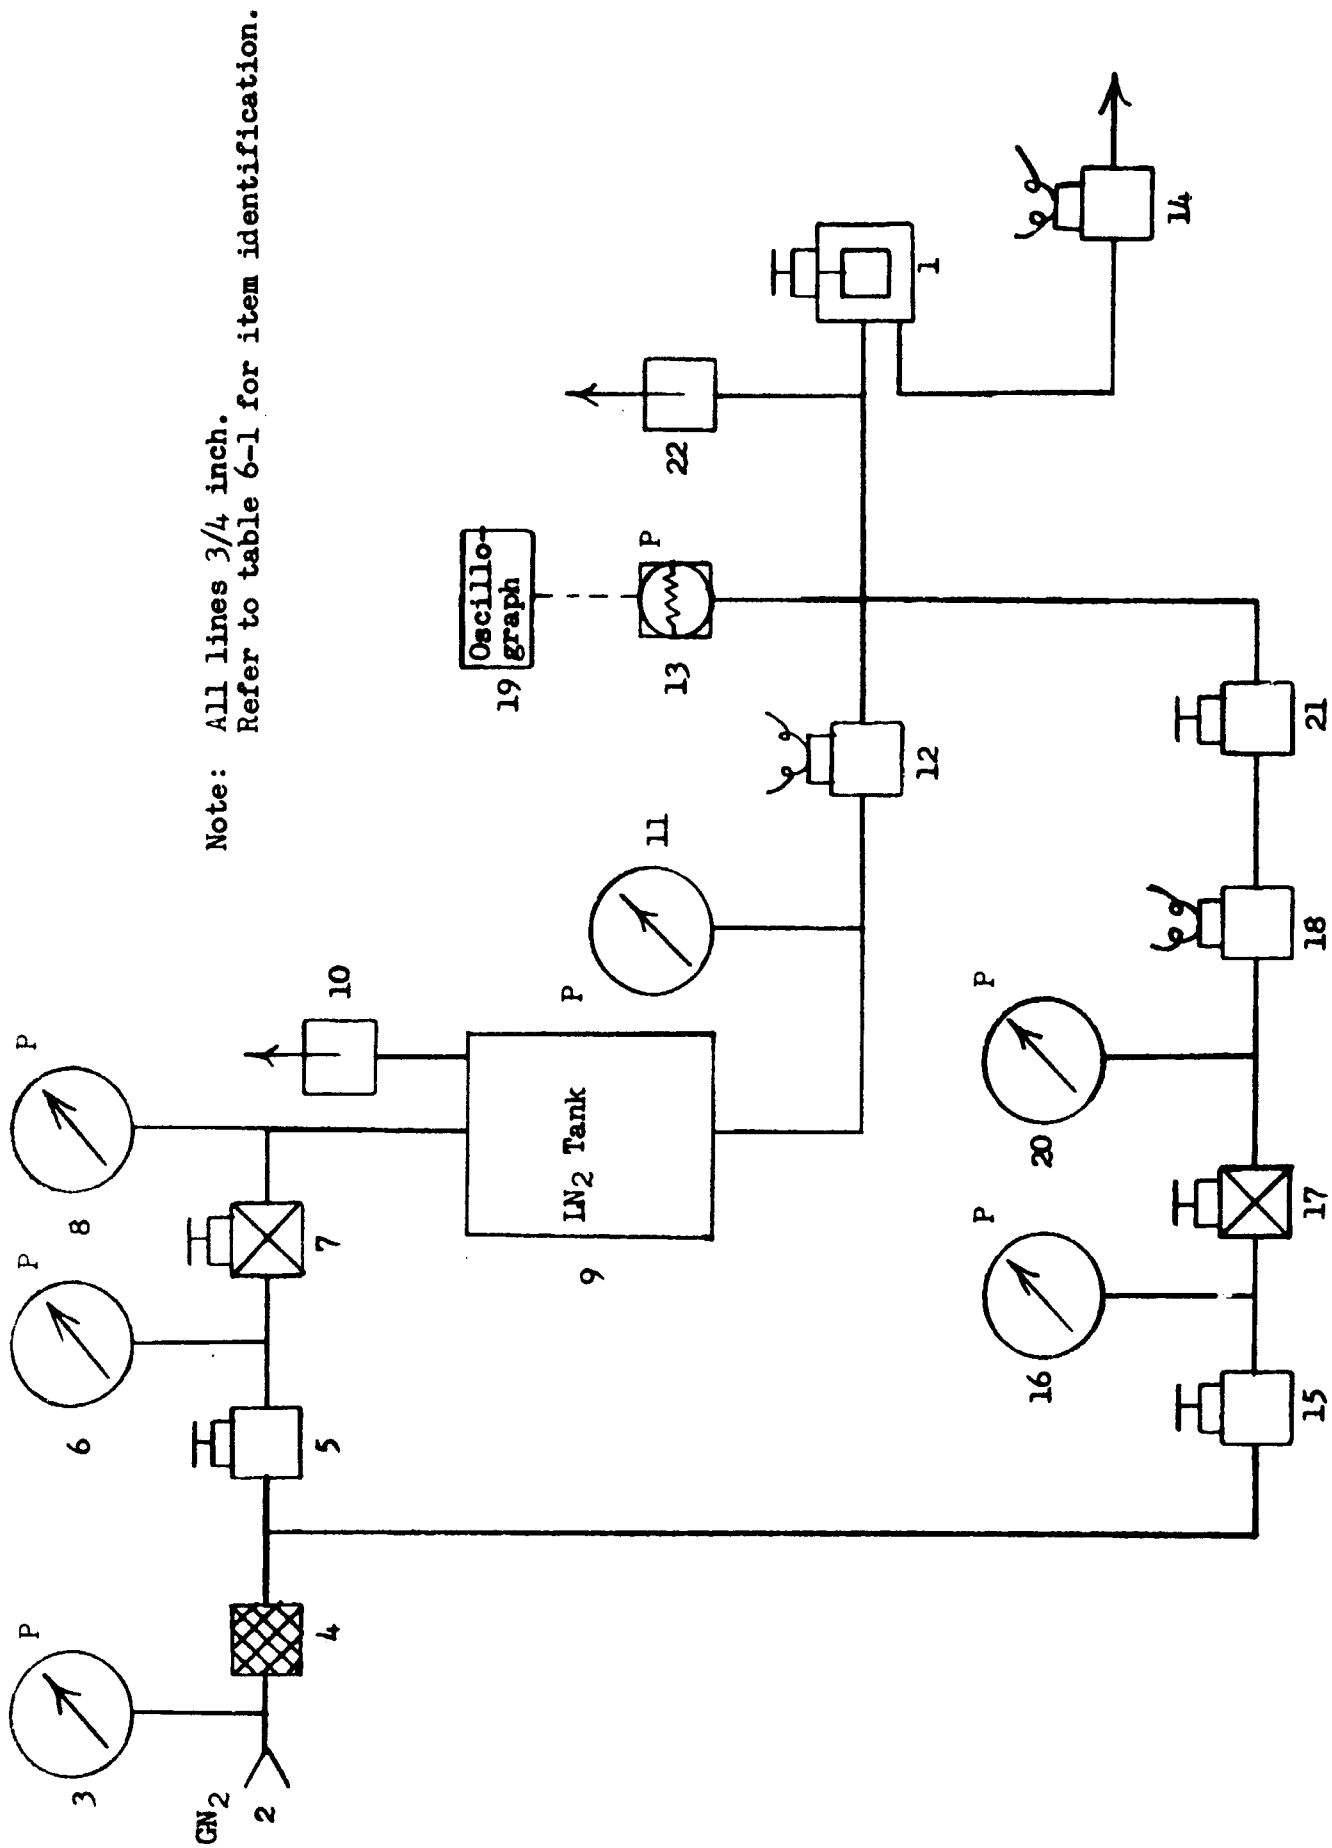 Note: All lines 3/4 inch.
Refer to table 6-1 for item identification.
GN2
2
3
P
4
5
6
P
7
8
P
LN2 Tank
9
10
11
P
12
13
P
Oscillo-
graph
19
22
1
14
15
16
P
17
20
P
18
21